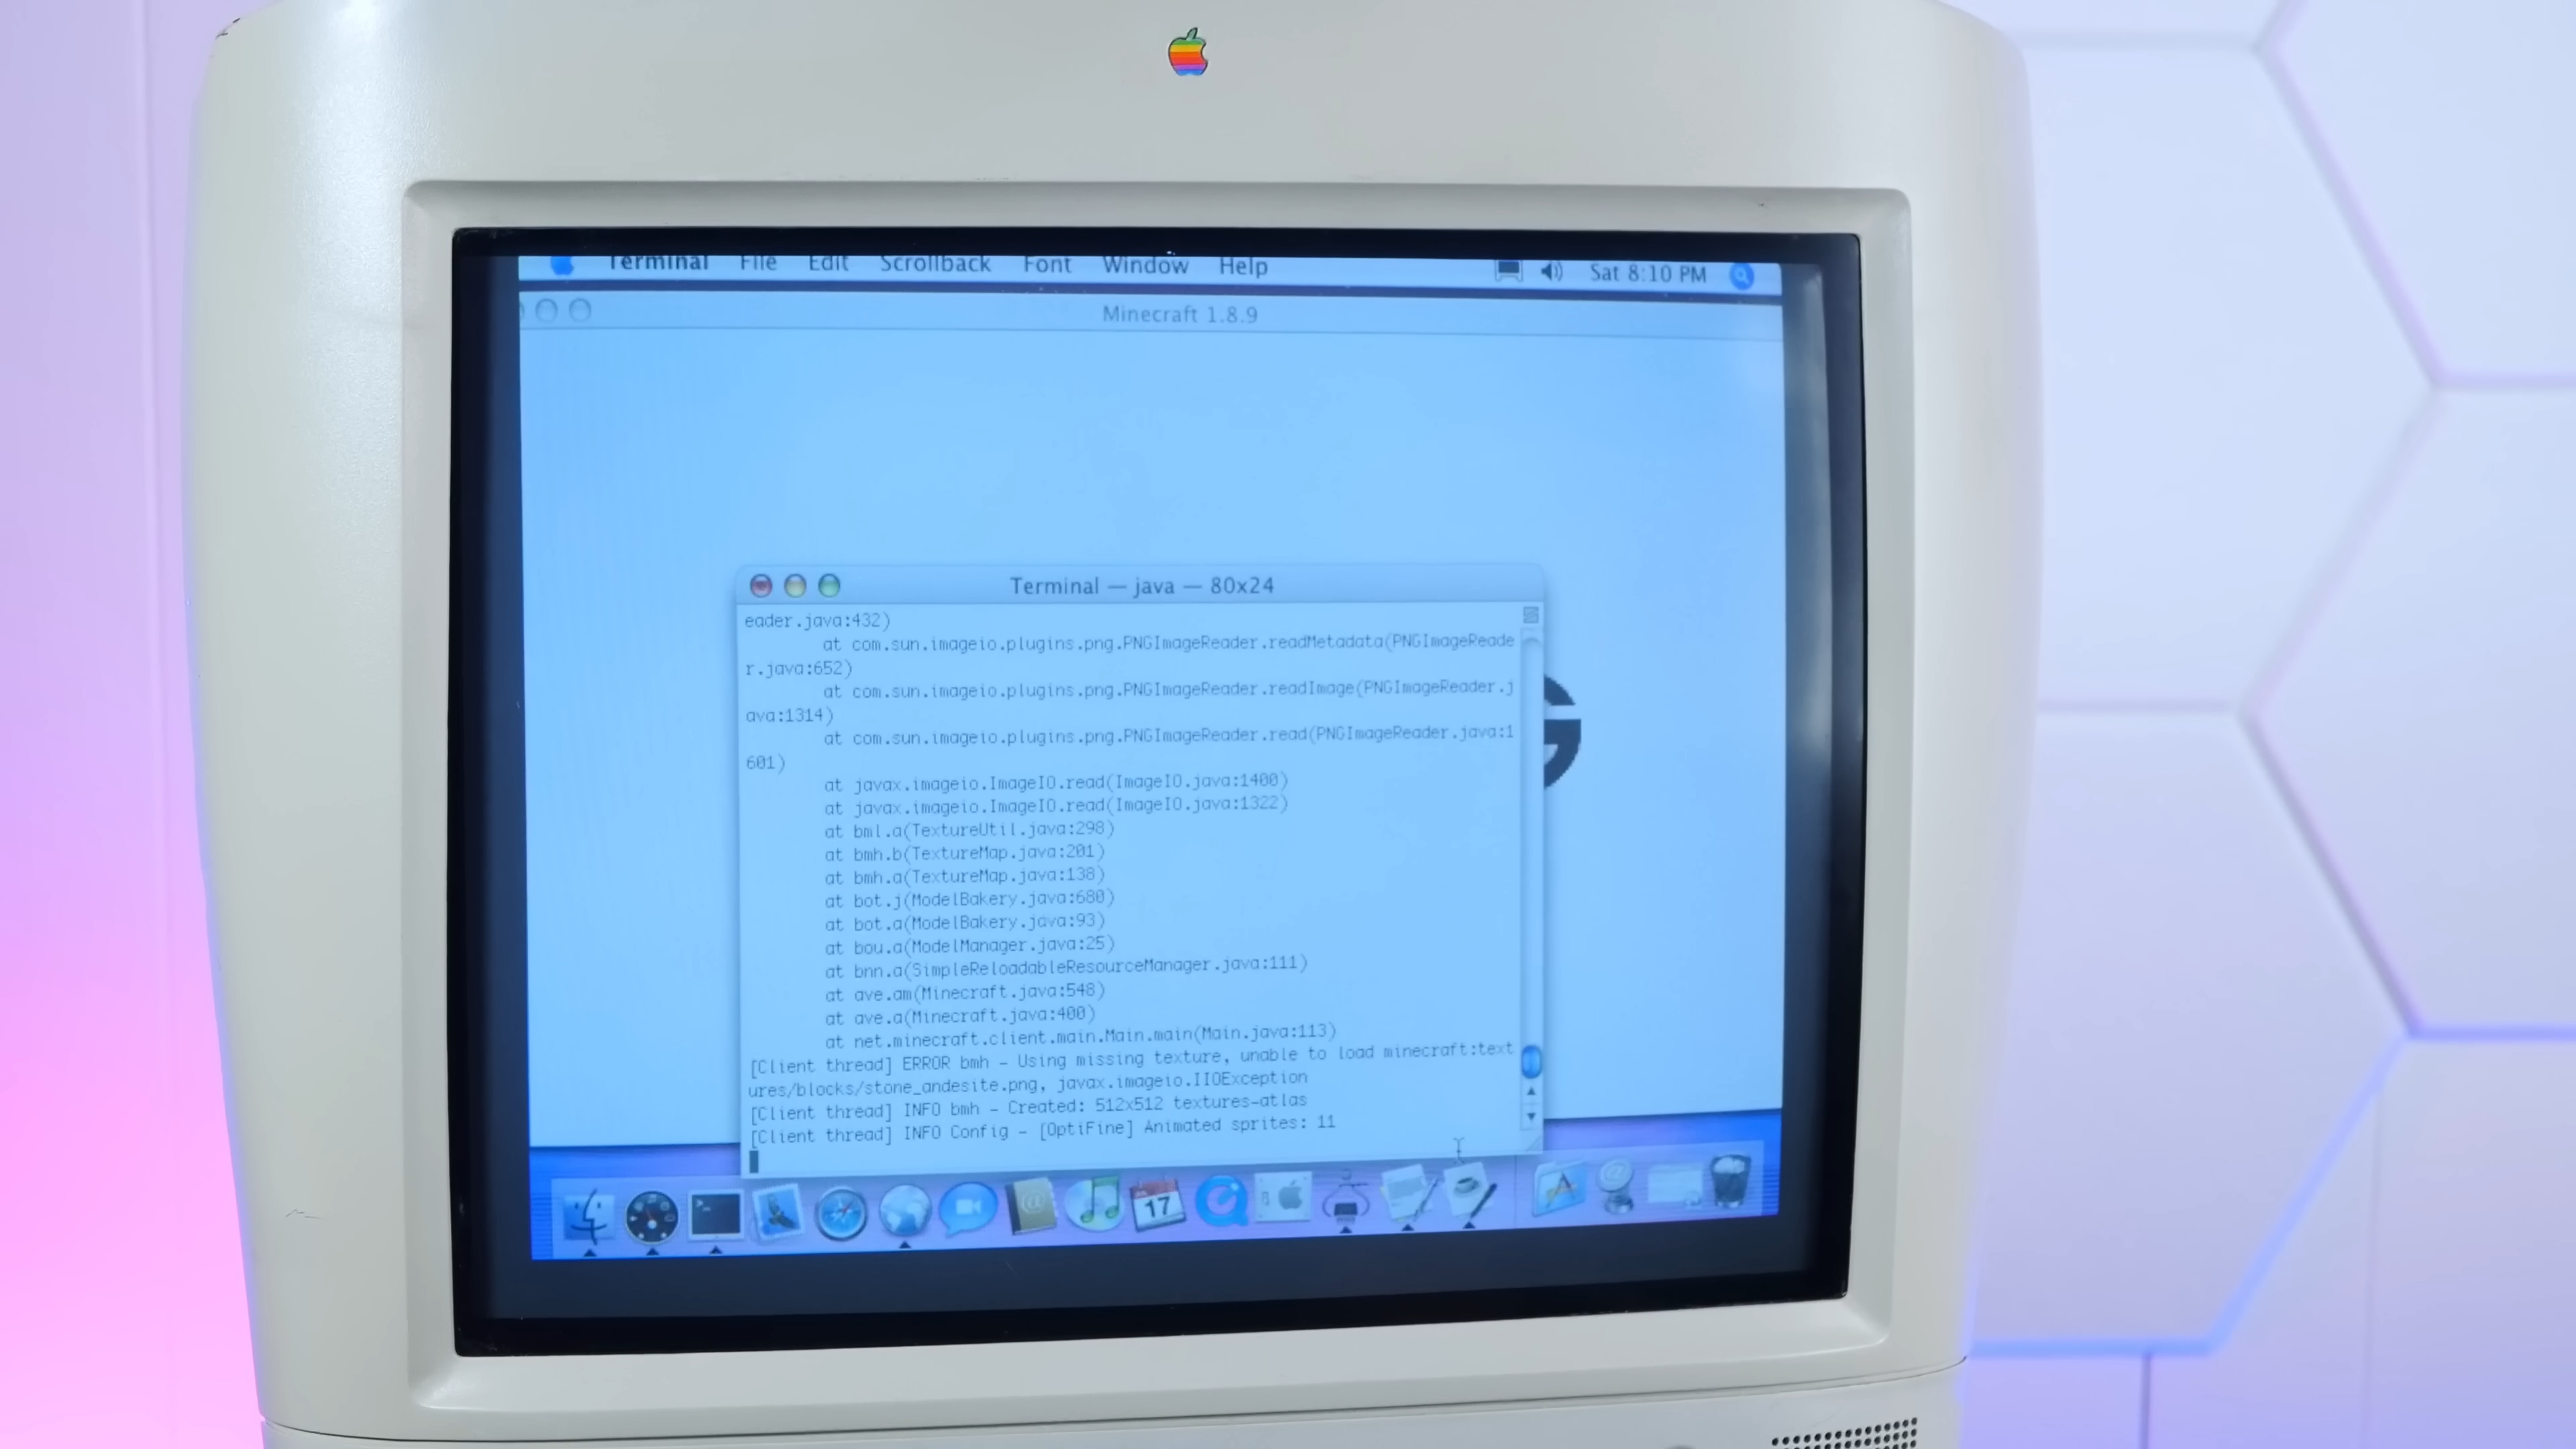 Terminal File Edit Scrollback Font Window Help Sat 8:10 PM
Minecraft 1.8.9
G
Terminal — java — 80x24
eader.java:432)
at com.sun.imageio.plugins.png.PNGImageReader.readMetadata(PNGImageReade
r.java:652)
at com.sun.imageio.plugins.png.PNGImageReader.readImage(PNGImageReader.j
ava:1314)
at com.sun.imageio.plugins.png.PNGImageReader.read(PNGImageReader.java:1
601)
at javax.imageio.ImageIO.read(ImageIO.java:1400)
at javax.imageio.ImageIO.read(ImageIO.java:1322)
at bml.a(TextureUtil.java:298)
at bmh.b(TextureMap.java:201)
at bmh.a(TextureMap.java:138)
at bot.j(ModelBakery.java:680)
at bot.a(ModelBakery.java:93)
at bou.a(ModelManager.java:25)
at bnn.a(SimpleReloadableResourceManager.java:111)
at ave.am(Minecraft.java:548)
at ave.a(Minecraft.java:400)
at net.minecraft.client.main.Main.main(Main.java:113)
[Client thread] ERROR bmh - Using missing texture, unable to load minecraft:text
ures/blocks/stone_andesite.png, javax.imageio.IIOException
[Client thread] INFO bmh - Created: 512x512 textures-atlas
[Client thread] INFO Config - [OptiFine] Animated sprites: 11
17